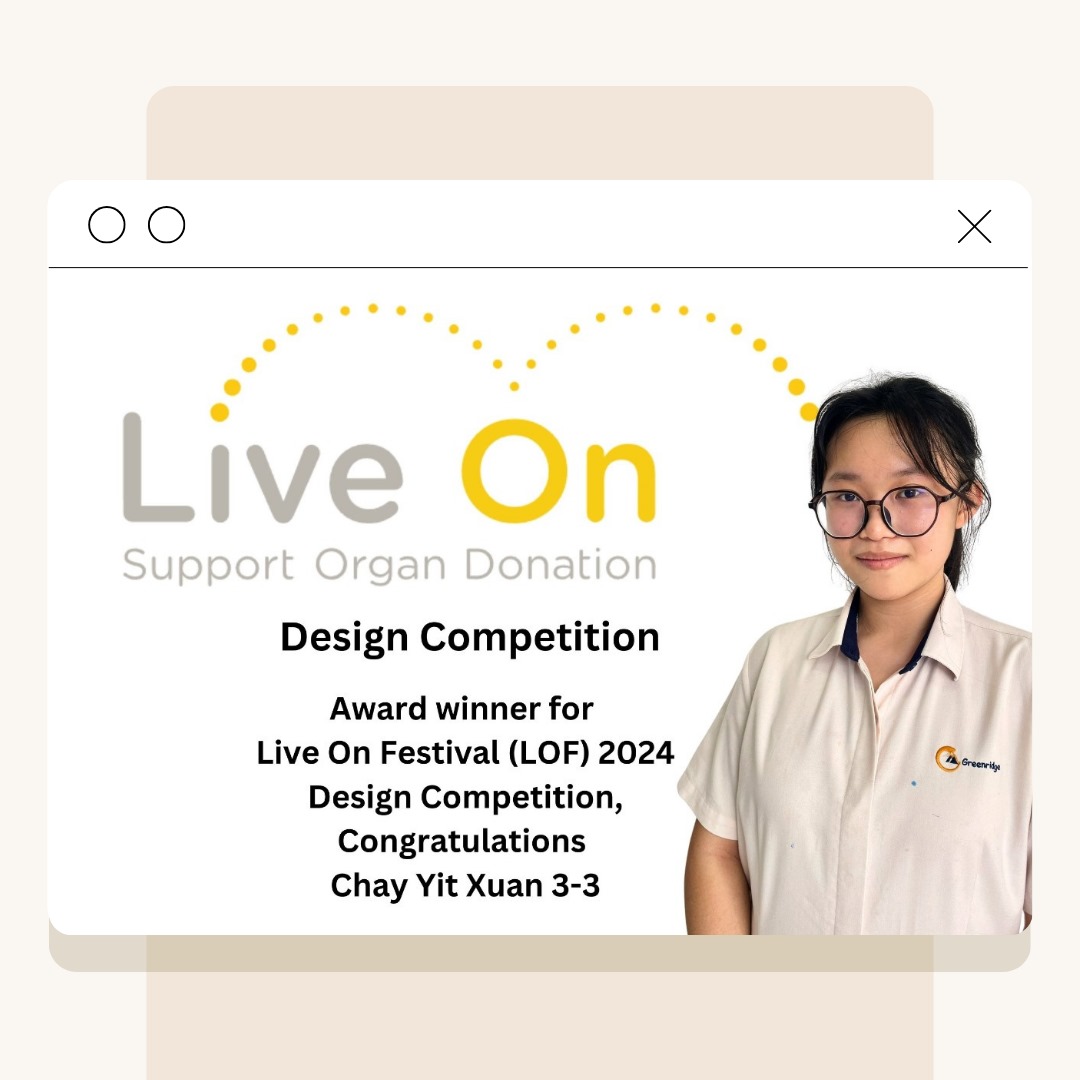 Live On
Support Organ Donation
Design Competition
Award winner for
Live On Festival (LOF) 2024
Design Competition,
Congratulations
Chay Yit Xuan 3-3
Greenridge